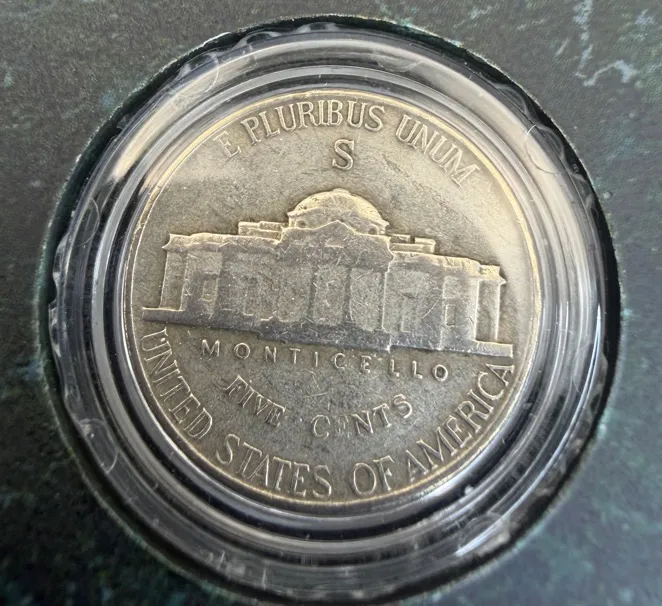 E PLURIBUS UNUM
S
MONTICELLO
FIVE CENTS
UNITED STATES OF AMERICA